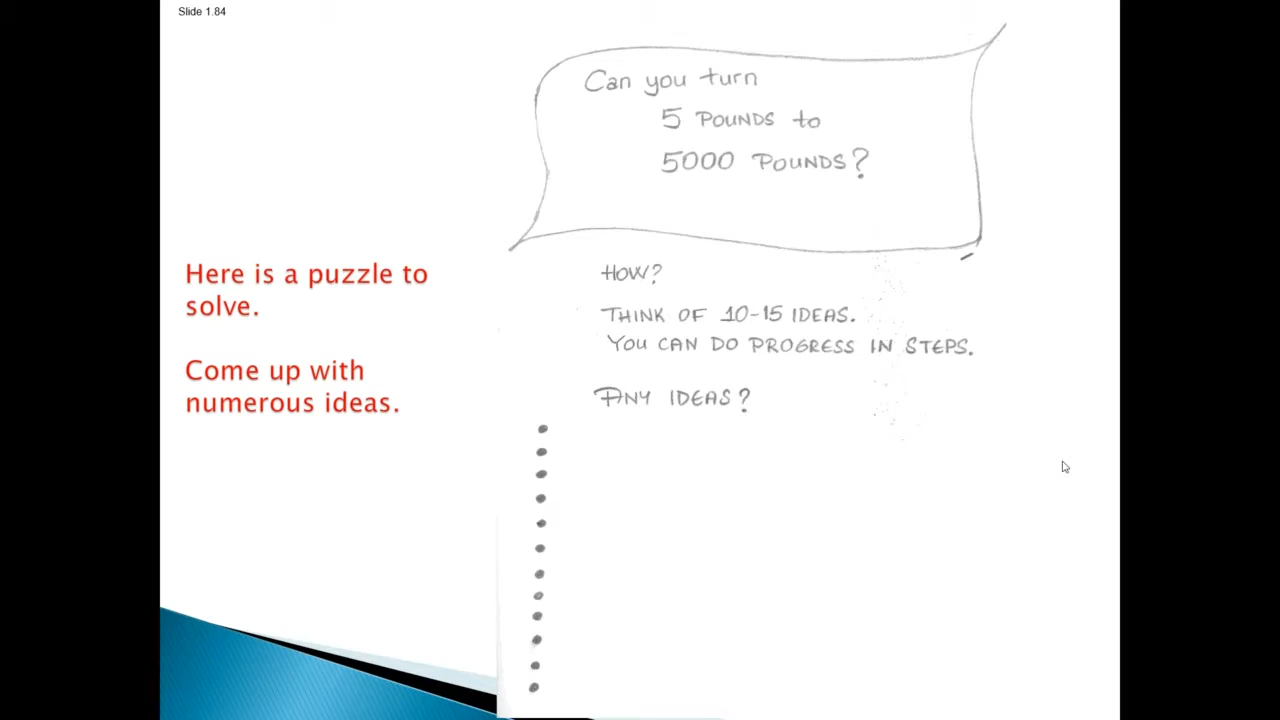 Slide 1.84
Can you turn
5 POUNDS to
5000 POUNDS?
Here is a puzzle to
solve.
Come up with
numerous ideas.
HOW?
THINK OF 10-15 IDEAS.
YOU CAN DO PROGRESS IN STEPS.
ANY IDEAS?